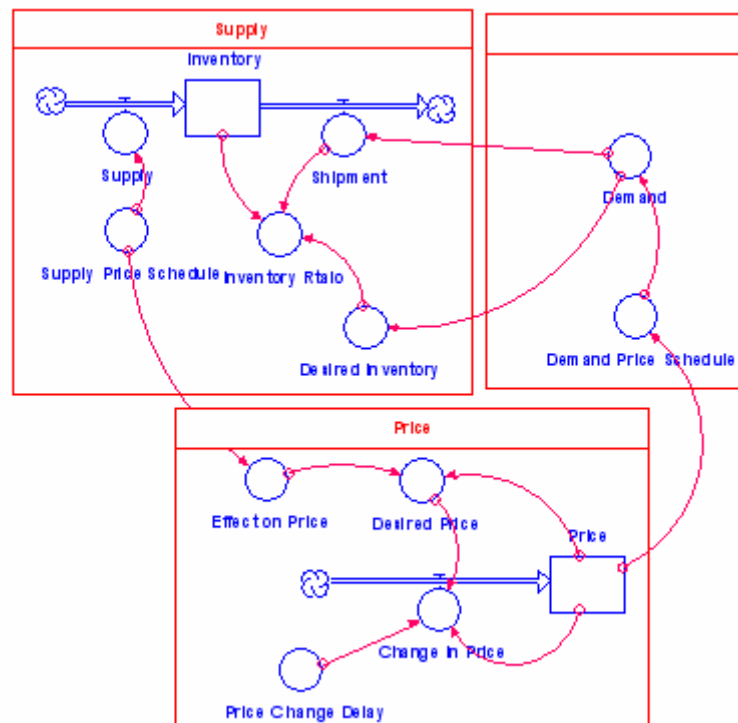 Supply
Inventory
Supply
Shipment
Demand
Supply Price Schedule
Inventory Rtaio
Desired Inventory
Demand Price Schedule
Price
Effect on Price
Desired Price
Price
Change In Price
Price Change Delay